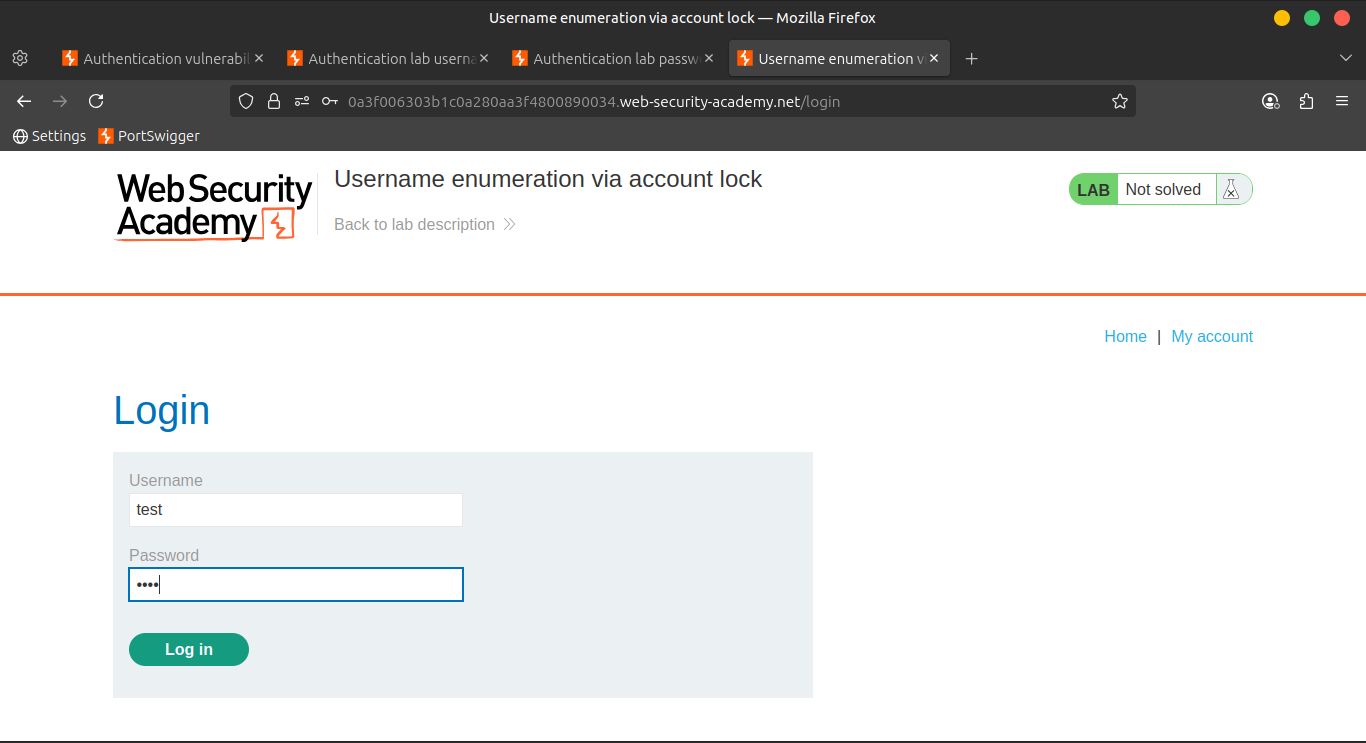 Username enumeration via account lock — Mozilla Firefox
Authentication vulnerabil
Authentication lab userna
Authentication lab passw
Username enumeration v
0a3f006303b1c0a280aa3f4800890034.web-security-academy.net/login
Settings PortSwigger
Web Security
Academy
Username enumeration via account lock
Back to lab description
LAB Not solved
Home | My account
Login
Username
test
Password
••••
Log in